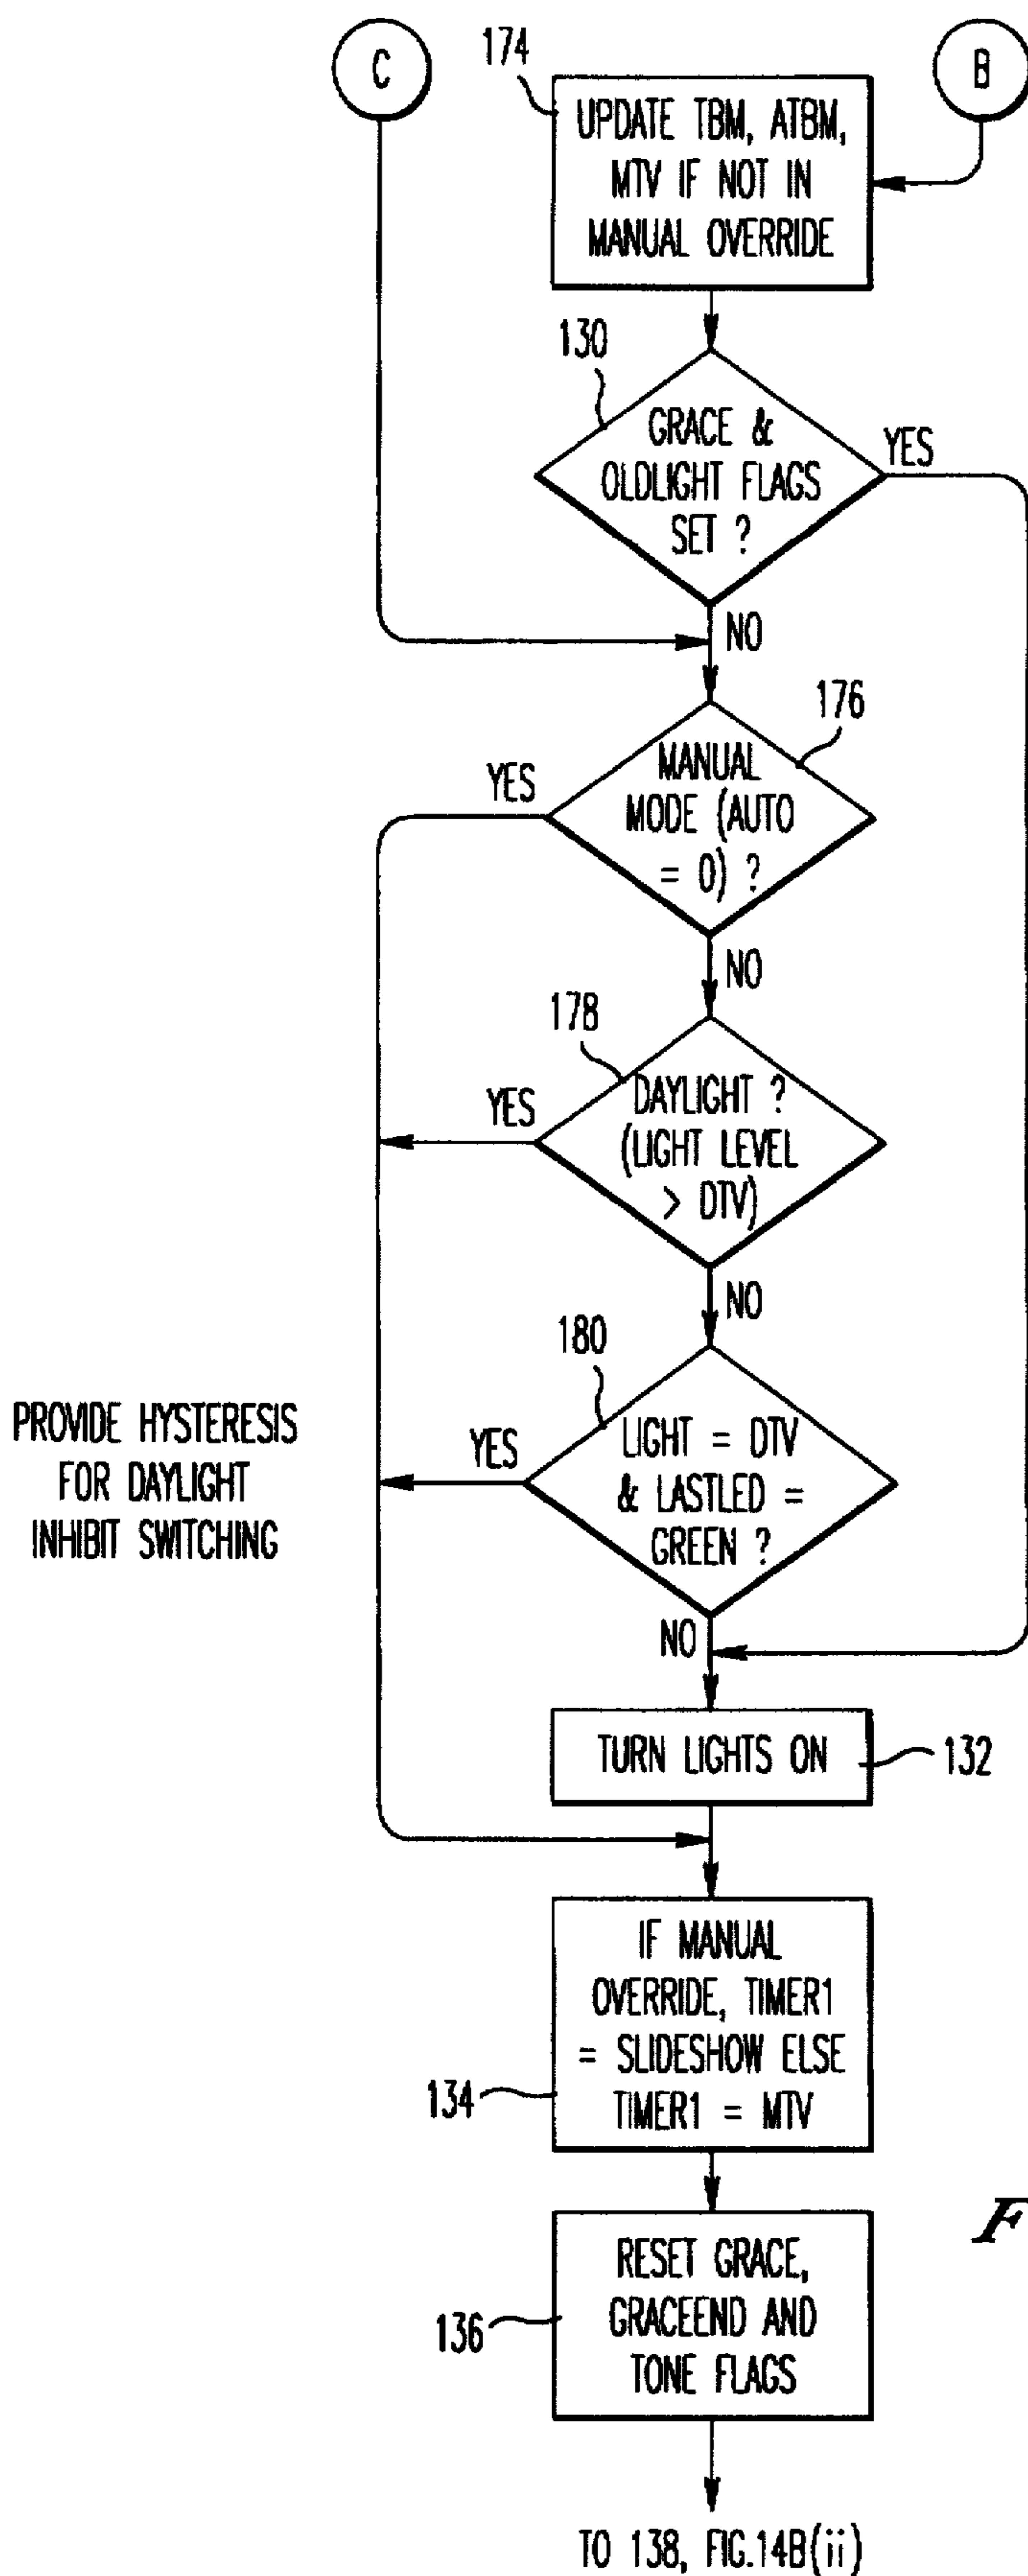 C
174
B
UPDATE TBM, ATBM,
MTV IF NOT IN
MANUAL OVERRIDE
130
GRACE &
OLDLIGHT FLAGS
SET ?
YES
NO
176
YES
MANUAL
MODE (AUTO
= 0) ?
NO
178
YES
DAYLIGHT ?
(LIGHT LEVEL
> DTV)
NO
180
PROVIDE HYSTERESIS
FOR DAYLIGHT
INHIBIT SWITCHING
YES
LIGHT = DTV
& LASTLED =
GREEN ?
NO
TURN LIGHTS ON
132
IF MANUAL
OVERRIDE, TIMER1
= SLIDESHOW ELSE
TIMER1 = MTV
134
F
RESET GRACE,
GRACEEND AND
TONE FLAGS
136
TO 138, FIG.14B(ii)